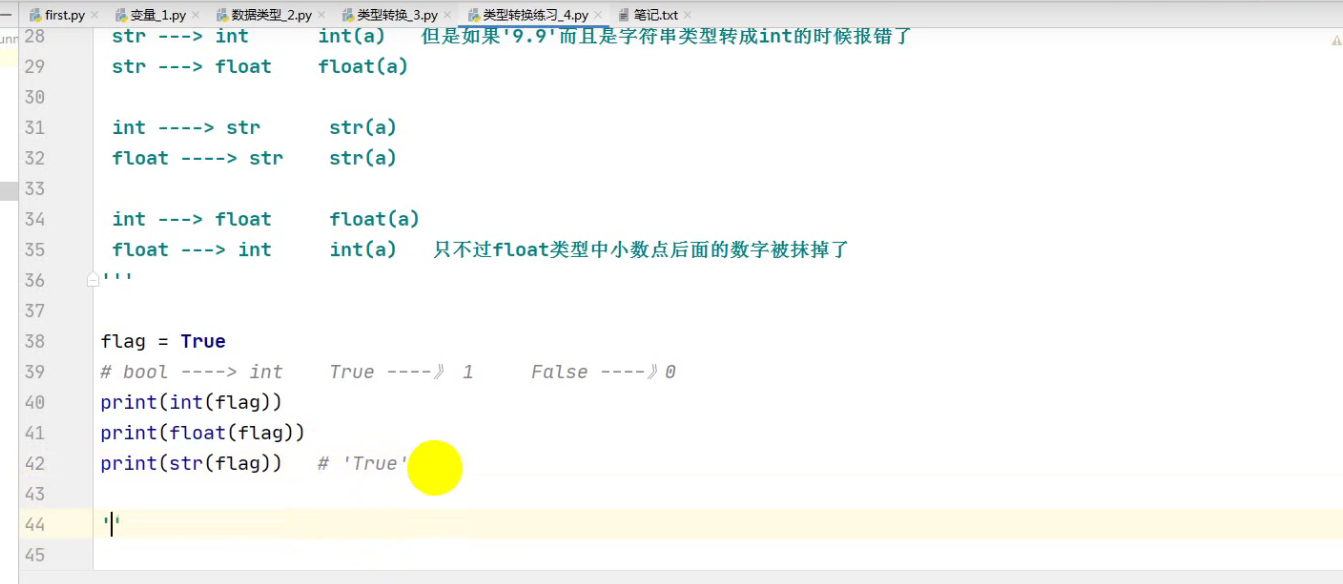 first.py 变量_1.py 数据类型_2.py 类型转换_3.py 类型转换练习_4.py 笔记.txt
28 str ---> int int(a) 但是如果'9.9'而且是字符串类型转成int的时候报错了
29 str ---> float float(a)
30
31 int ----> str str(a)
32 float ----> str str(a)
33
34 int ---> float float(a)
35 float ---> int int(a) 只不过float类型中小数点后面的数字被抹掉了
36 '''
37
38 flag = True
39 # bool ----> int True ----》 1 False ----》0
40 print(int(flag))
41 print(float(flag))
42 print(str(flag)) # 'True'
43
44 ''
45